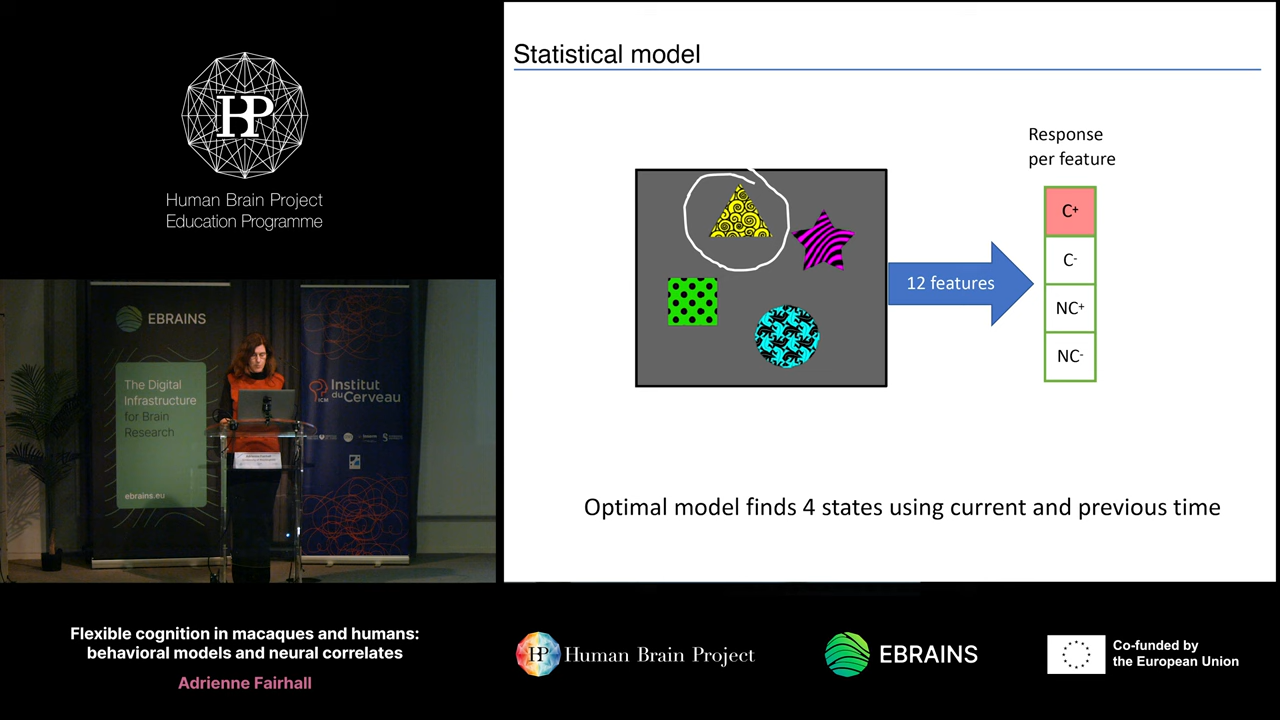 HP
Human Brain Project
Education Programme
EBRAINS
The Digital
Infrastructure
for Brain
Research
ebrains.eu
ICM
Institut
du Cerveau
Statistical model
Response
per feature
12 features
C+
C-
NC+
NC-
Optimal model finds 4 states using current and previous time
Flexible cognition in macaques and humans:
behavioral models and neural correlates
Adrienne Fairhall
HP Human Brain Project
EBRAINS
Co-funded by
the European Union